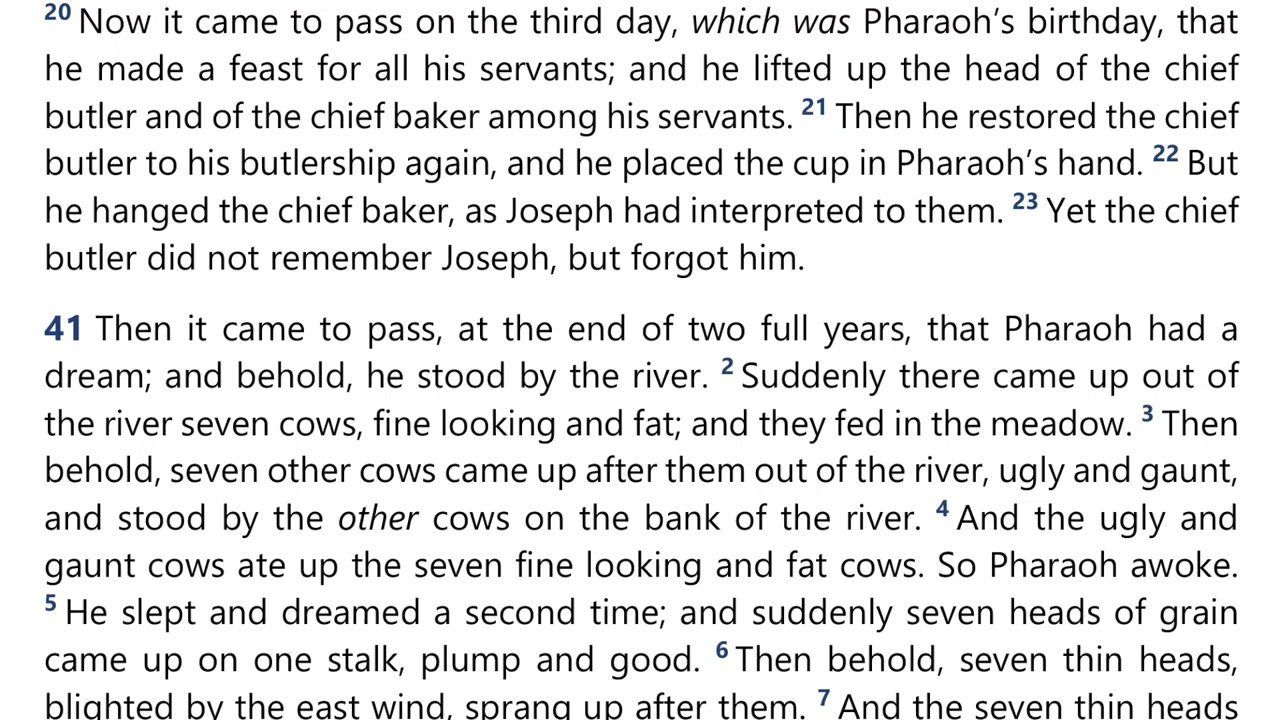 20 Now it came to pass on the third day, which was Pharaoh’s birthday, that
he made a feast for all his servants; and he lifted up the head of the chief
butler and of the chief baker among his servants. 21 Then he restored the chief
butler to his butlership again, and he placed the cup in Pharaoh’s hand. 22 But
he hanged the chief baker, as Joseph had interpreted to them. 23 Yet the chief
butler did not remember Joseph, but forgot him.
41 Then it came to pass, at the end of two full years, that Pharaoh had a
dream; and behold, he stood by the river. 2 Suddenly there came up out of
the river seven cows, fine looking and fat; and they fed in the meadow. 3 Then
behold, seven other cows came up after them out of the river, ugly and gaunt,
and stood by the other cows on the bank of the river. 4 And the ugly and
gaunt cows ate up the seven fine looking and fat cows. So Pharaoh awoke.
5 He slept and dreamed a second time; and suddenly seven heads of grain
came up on one stalk, plump and good. 6 Then behold, seven thin heads,
blighted by the east wind, sprang up after them. 7 And the seven thin heads